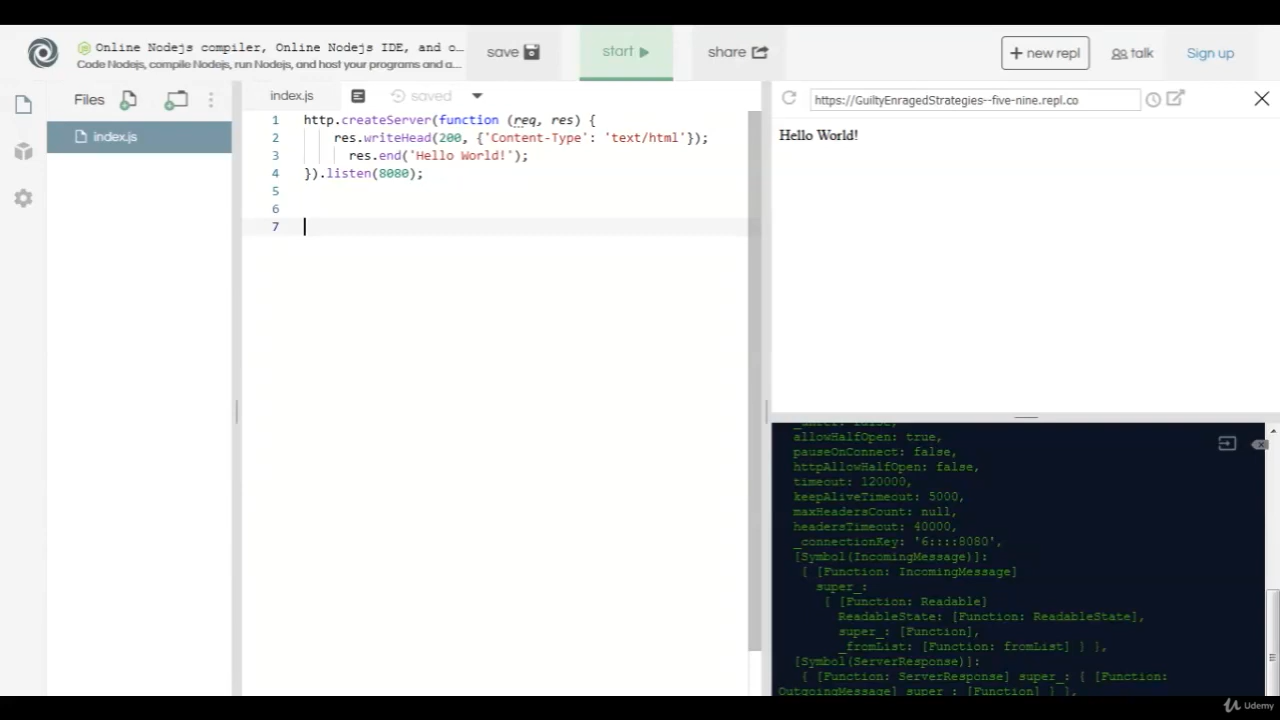 Online Nodejs compiler, Online Nodejs IDE, and o...
Code Nodejs, compile Nodejs, run Nodejs, and host your programs and a...
save
start
share
+ new repl
talk
Sign up
Files
index.js
index.js
saved
1 http.createServer(function (req, res) {
2 res.writeHead(200, {'Content-Type': 'text/html'});
3 res.end('Hello World!');
4 }).listen(8080);
5
6
7
https://GuiltyEnragedStrategies--five-nine.repl.co
Hello World!
allowHalfOpen: true,
pauseOnConnect: false,
httpAllowHalfOpen: false,
timeout: 120000,
keepAliveTimeout: 5000,
maxHeadersCount: null,
headersTimeout: 40000,
_connectionKey: '6::::8080',
[Symbol(IncomingMessage)]:
{ [Function: IncomingMessage]
super_:
{ [Function: Readable]
ReadableState: [Function: ReadableState],
super_: [Function],
_fromList: [Function: fromList] } },
[Symbol(ServerResponse)]:
{ [Function: ServerResponse] super_: { [Function:
OutgoingMessage] super_: [Function] } },
Udemy